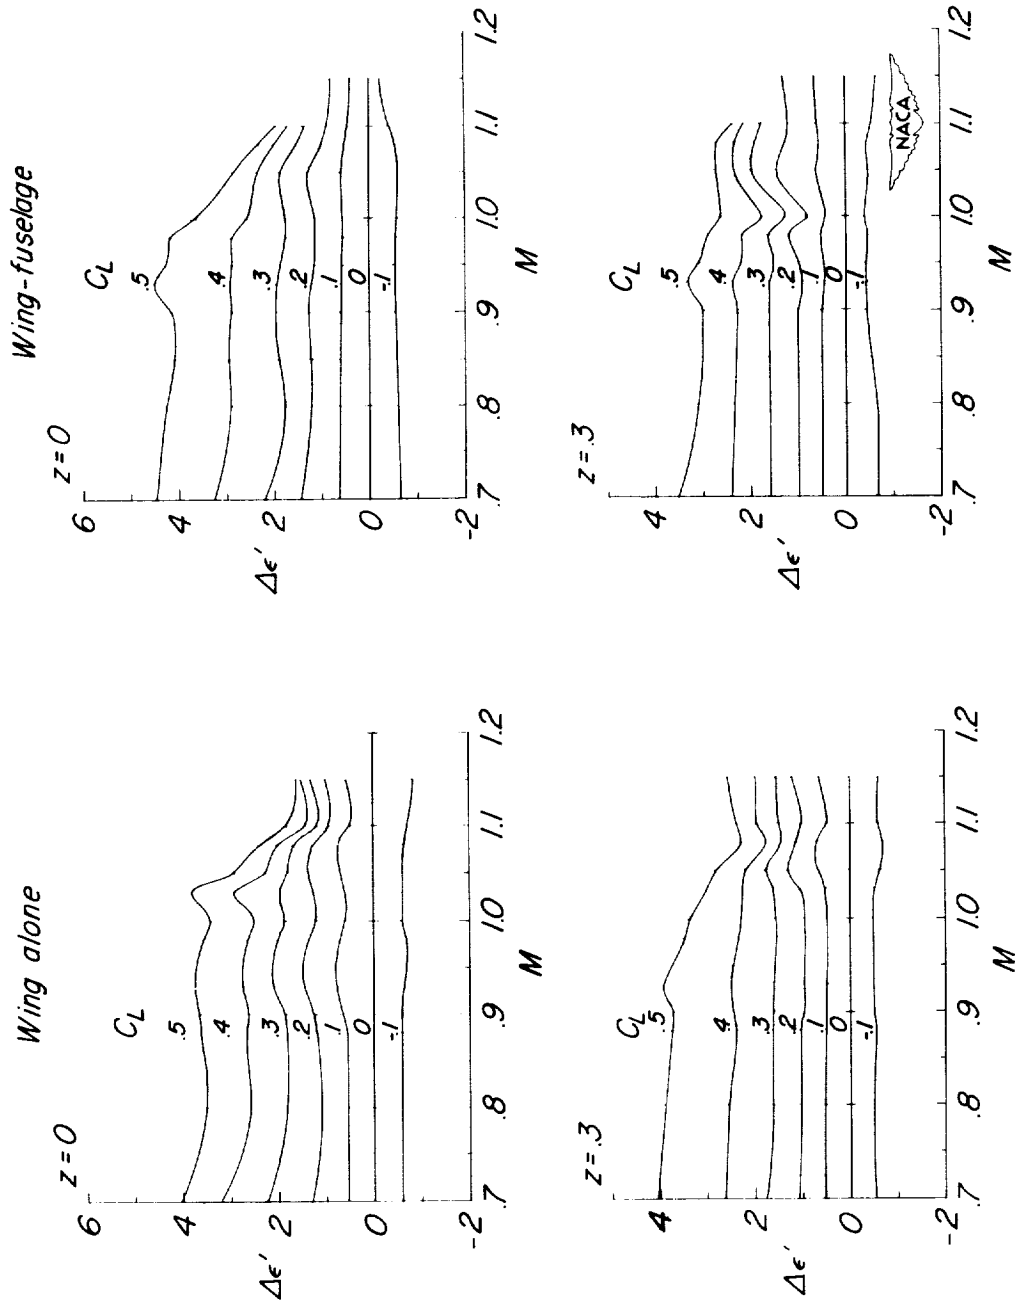 Wing alone
z = 0
6
4
2
0
-2
Δε'
C_L
.5
.4
.3
.2
.1
0
-.1
.7 .8 .9 1.0 1.1 1.2
M
Wing-fuselage
z = 0
6
4
2
0
-2
Δε'
C_L
.5
.4
.3
.2
.1
0
-.1
.7 .8 .9 1.0 1.1 1.2
M
z = .3
4
2
0
-2
Δε'
C_L
.5
.4
.3
.2
.1
0
-.1
.7 .8 .9 1.0 1.1 1.2
M
z = .3
4
2
0
-2
Δε'
C_L
.5
.4
.3
.2
.1
0
-.1
NACA
.7 .8 .9 1.0 1.1 1.2
M